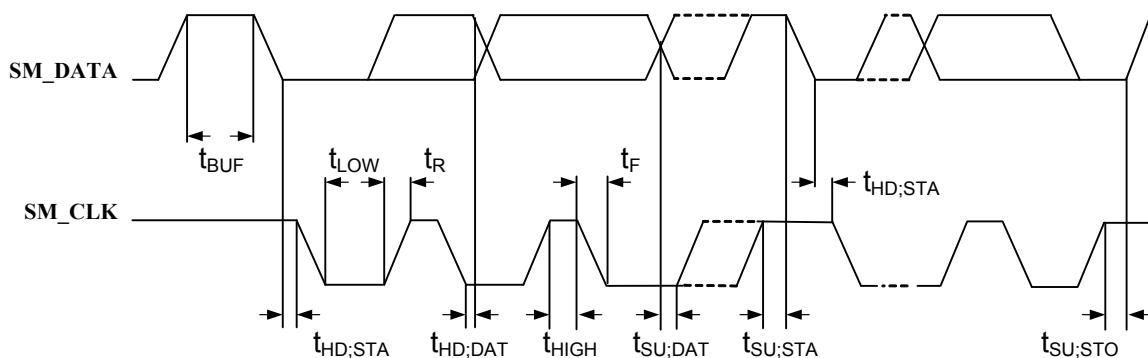 SM_DATA
tBUF
tLOW
tR
tF
tHD;STA
SM_CLK
tHD;STA
tHD;DAT
tHIGH
tSU;DAT
tSU;STA
tSU;STO